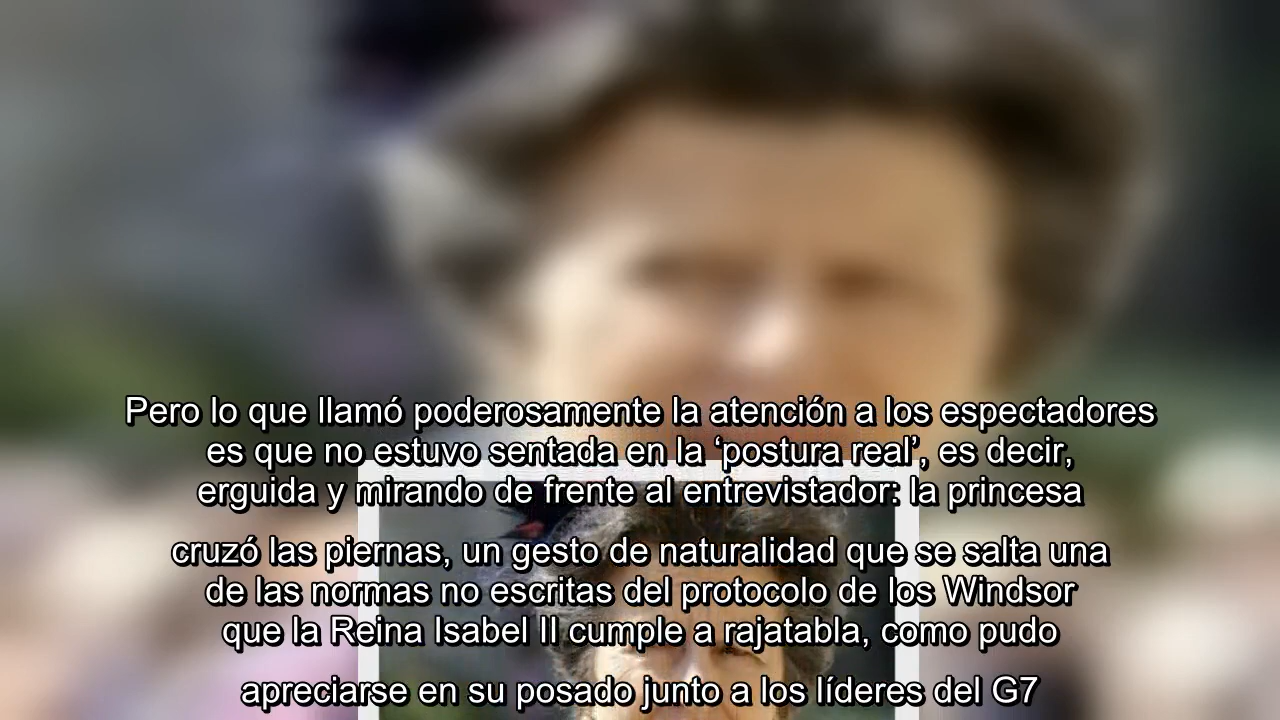 Pero lo que llamó poderosamente la atención a los espectadores
es que no estuvo sentada en la ‘postura real’, es decir,
erguida y mirando de frente al entrevistador: la princesa
cruzó las piernas, un gesto de naturalidad que se salta una
de las normas no escritas del protocolo de los Windsor
que la Reina Isabel II cumple a rajatabla, como pudo
apreciarse en su posado junto a los líderes del G7